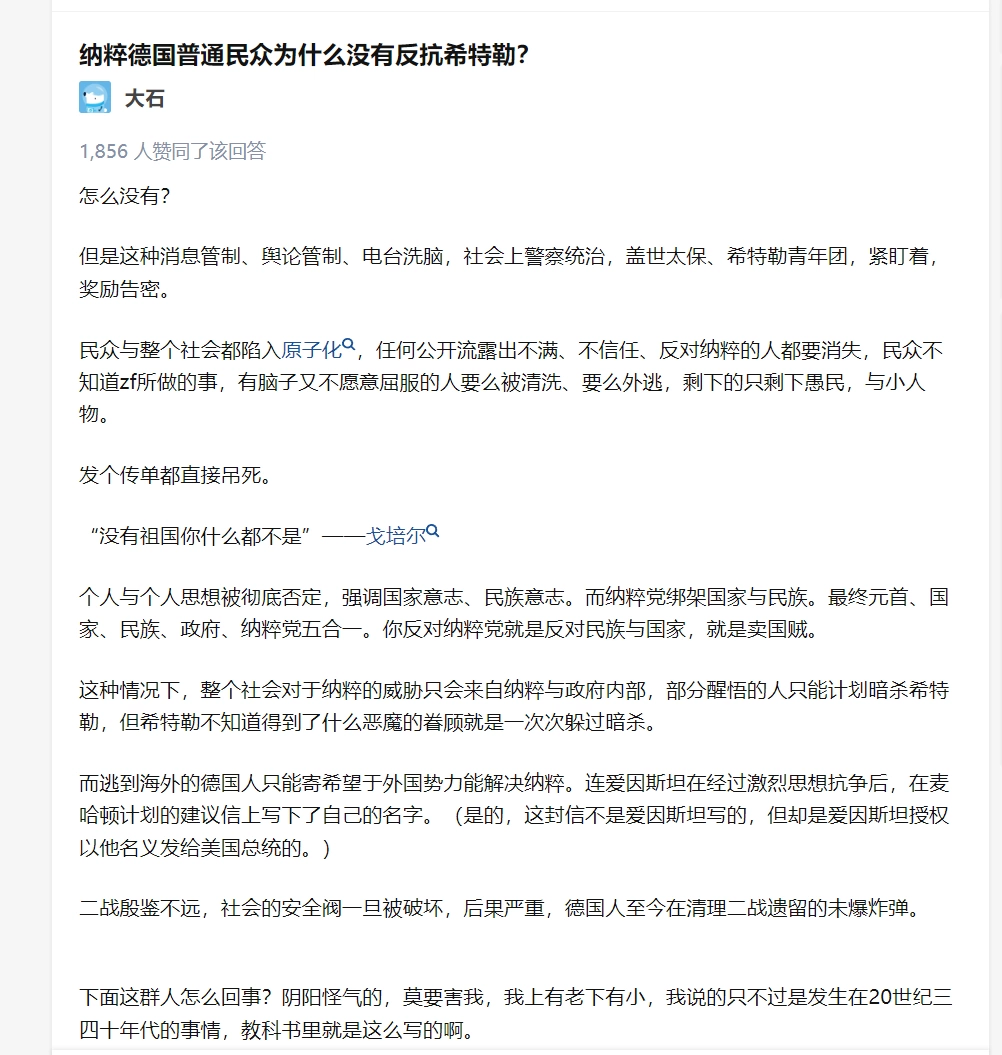 纳粹德国普通民众为什么没有反抗希特勒？
大石
1,856 人赞同了该回答
怎么没有？
但是这种消息管制、舆论管制、电台洗脑，社会上警察统治，盖世太保、希特勒青年团，紧盯着，
奖励告密。
民众与整个社会都陷入原子化，任何公开流露出不满、不信任、反对纳粹的人都要消失，民众不
知道zf所做的事，有脑子又不愿意屈服的人要么被清洗、要么外逃，剩下的只剩下愚民，与小人
物。
发个传单都直接吊死。
“没有祖国你什么都不是”——戈培尔
个人与个人思想被彻底否定，强调国家意志、民族意志。而纳粹党绑架国家与民族。最终元首、国
家、民族、政府、纳粹党五合一。你反对纳粹党就是反对民族与国家，就是卖国贼。
这种情况下，整个社会对于纳粹的威胁只会来自纳粹与政府内部，部分醒悟的人只能计划暗杀希特
勒，但希特勒不知道得到了什么恶魔的眷顾就是一次次躲过暗杀。
而逃到海外的德国人只能寄希望于外国势力能解决纳粹。连爱因斯坦在经过激烈思想抗争后，在麦
哈顿计划的建议信上写下了自己的名字。（是的，这封信不是爱因斯坦写的，但却是爱因斯坦授权
以他名义发给美国总统的。）
二战殷鉴不远，社会的安全阀一旦被破坏，后果严重，德国人至今在清理二战遗留的未爆炸弹。
下面这群人怎么回事？阴阳怪气的，莫要害我，我上有老下有小，我说的只不过是发生在20世纪三
四十年代的事情，教科书里就是这么写的啊。